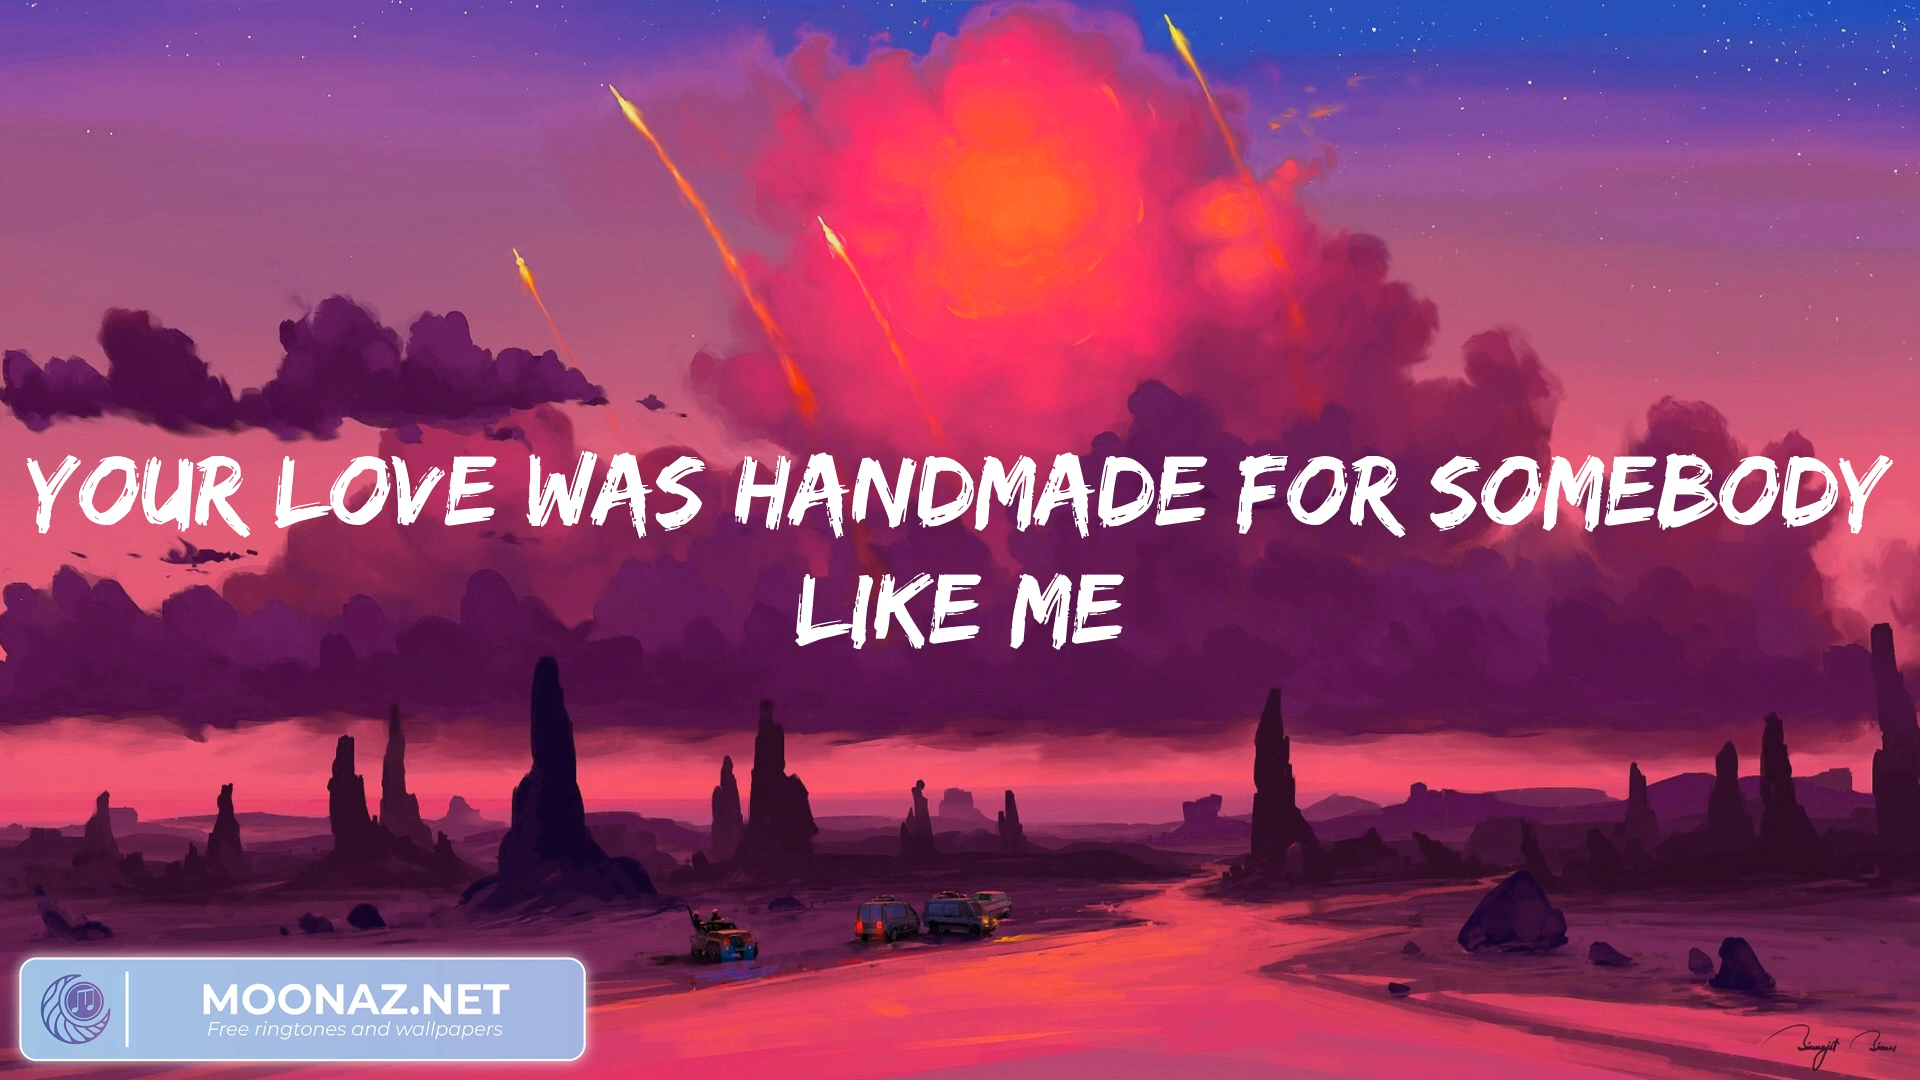 YOUR LOVE WAS HANDMADE FOR SOMEBODY
LIKE ME
MOONAZ.NET
Free ringtones and wallpapers